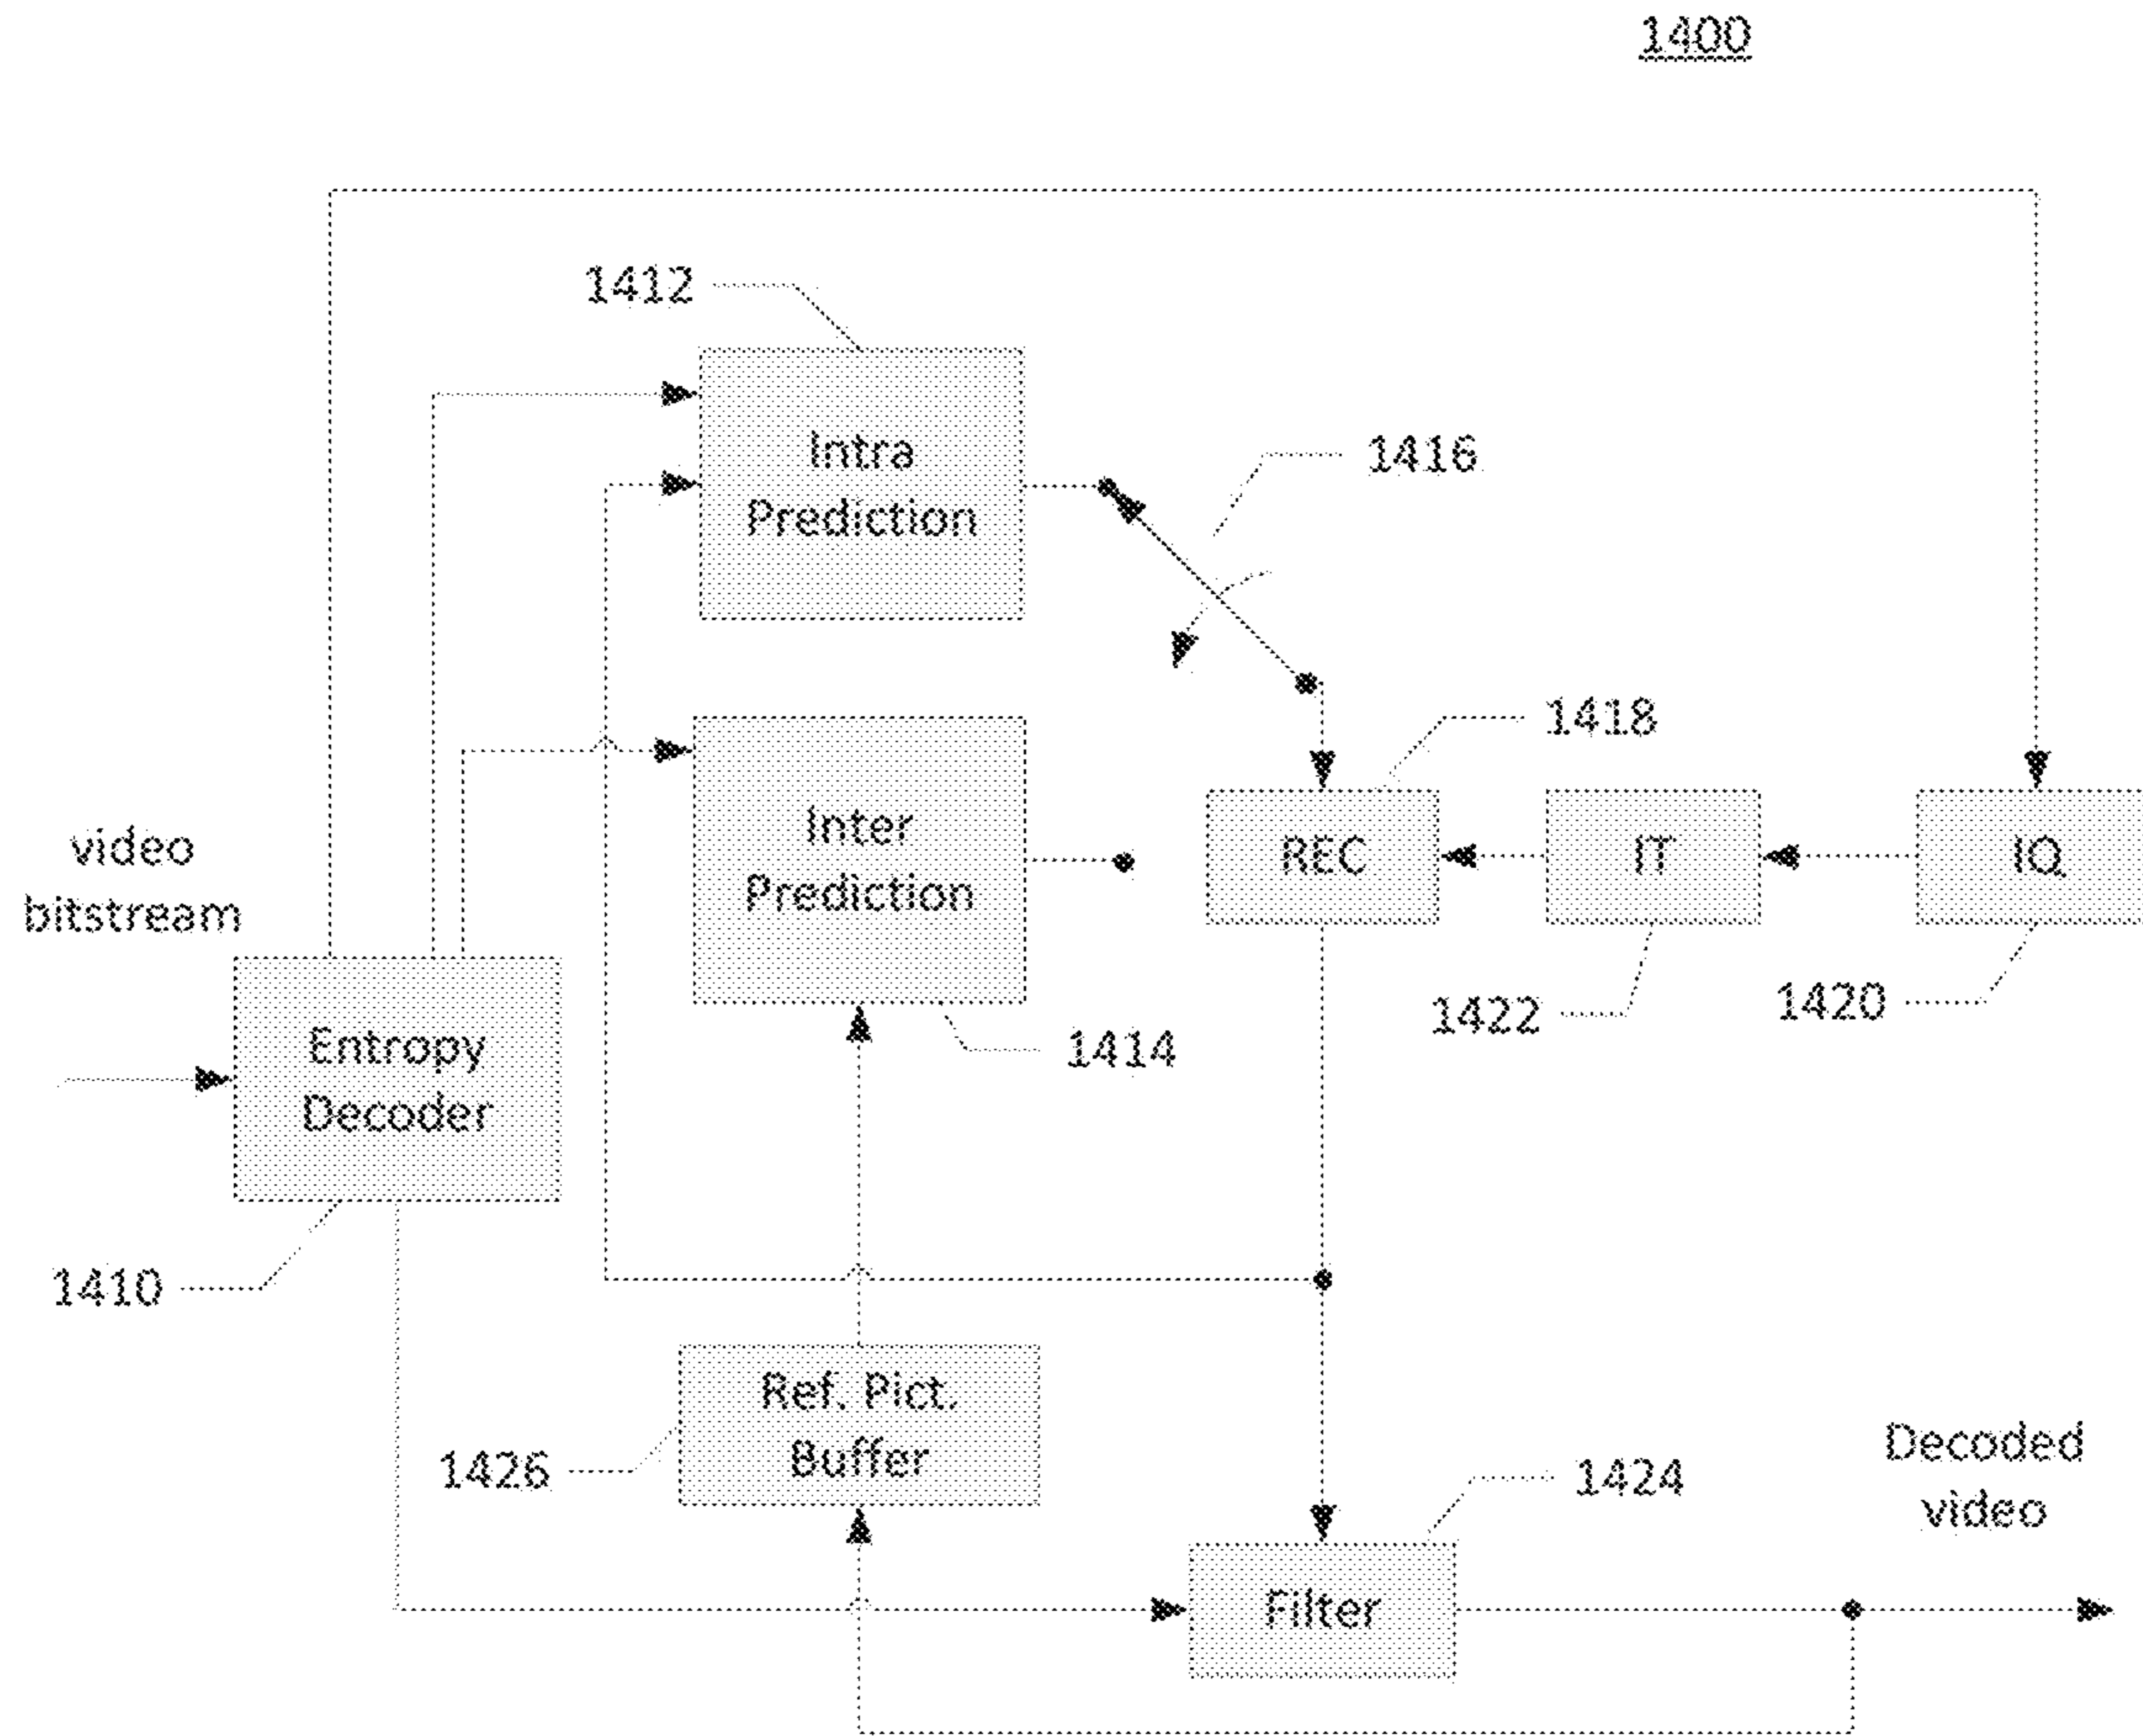 1400
1412
Intra
Prediction
1416
1418
Inter
Prediction
REC
IT
IQ
video
bitstream
1422
1420
Entropy
Decoder
1414
1410
Ref. Pict.
Buffer
1426
1424
Decoded
video
Filter